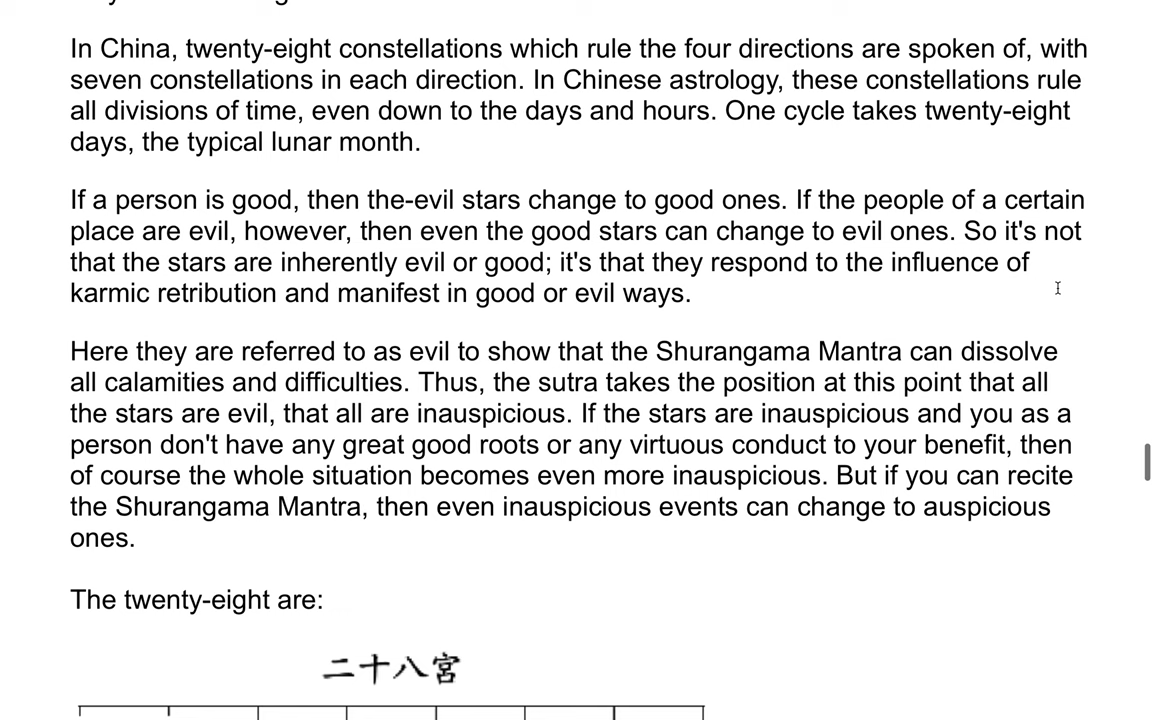 In China, twenty-eight constellations which rule the four directions are spoken of, with
seven constellations in each direction. In Chinese astrology, these constellations rule
all divisions of time, even down to the days and hours. One cycle takes twenty-eight
days, the typical lunar month.
If a person is good, then the-evil stars change to good ones. If the people of a certain
place are evil, however, then even the good stars can change to evil ones. So it's not
that the stars are inherently evil or good; it's that they respond to the influence of
karmic retribution and manifest in good or evil ways.
Here they are referred to as evil to show that the Shurangama Mantra can dissolve
all calamities and difficulties. Thus, the sutra takes the position at this point that all
the stars are evil, that all are inauspicious. If the stars are inauspicious and you as a
person don't have any great good roots or any virtuous conduct to your benefit, then
of course the whole situation becomes even more inauspicious. But if you can recite
the Shurangama Mantra, then even inauspicious events can change to auspicious
ones.
The twenty-eight are:
二十八宮